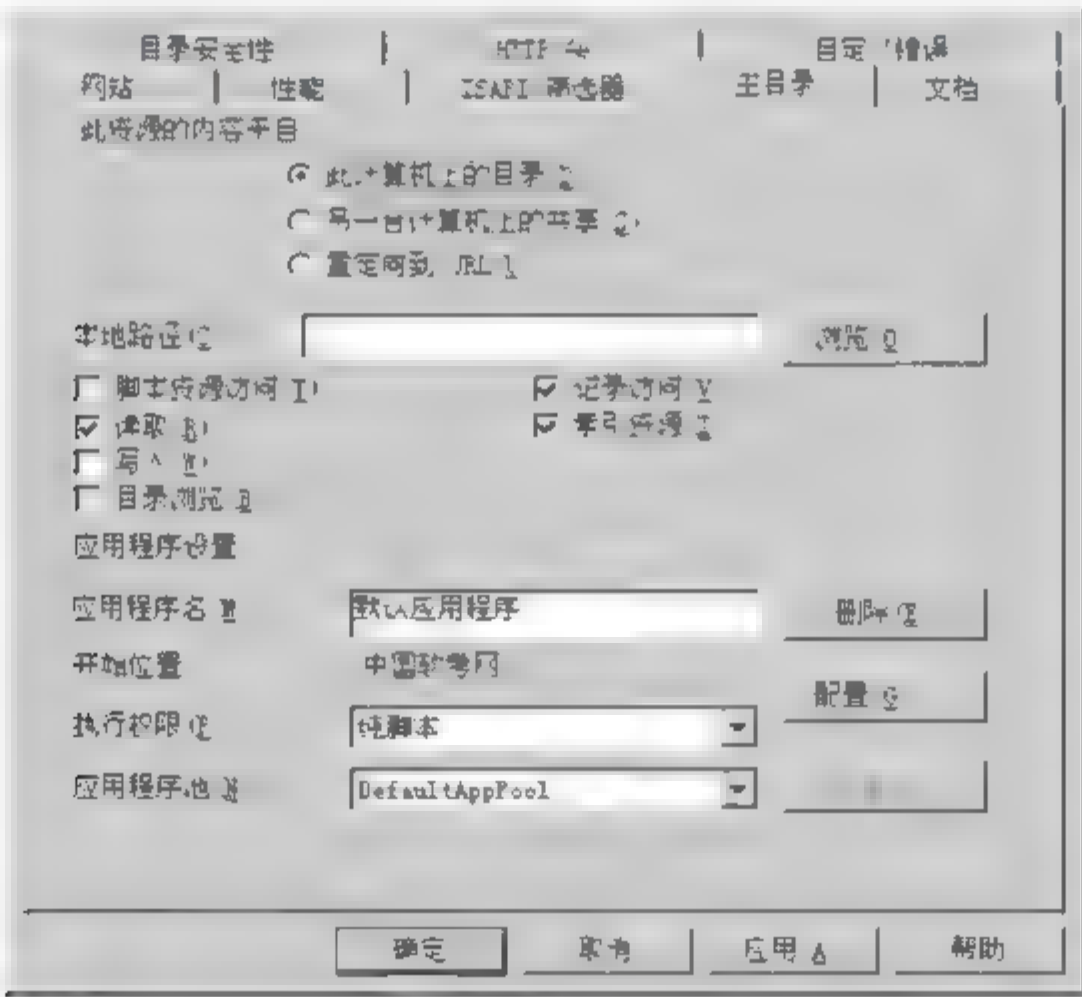 目录安全性 HTTP 头 自定 错误
网站 性能 ISAPI 筛选器 主目录 文档
此资源的内容来自
此计算机上的目录 D
另一台计算机上的共享
重定向到 URL
本地路径(C
浏览 O
脚本资源访问 T) 记录访问 V
读取 R) 索引资源 I
写入 W)
目录浏览 B
应用程序设置
应用程序名 M 默认应用程序 删除 E
开始位置 中国软考网
执行权限(P 纯脚本 配置 G
应用程序池 N DefaultAppPool
确定 取消 应用 A 帮助